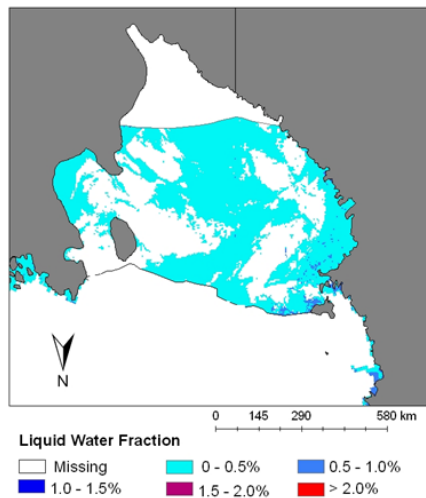 N
0 145 290 580 km
Liquid Water Fraction
Missing 0 - 0.5% 0.5 - 1.0%
1.0 - 1.5% 1.5 - 2.0% > 2.0%